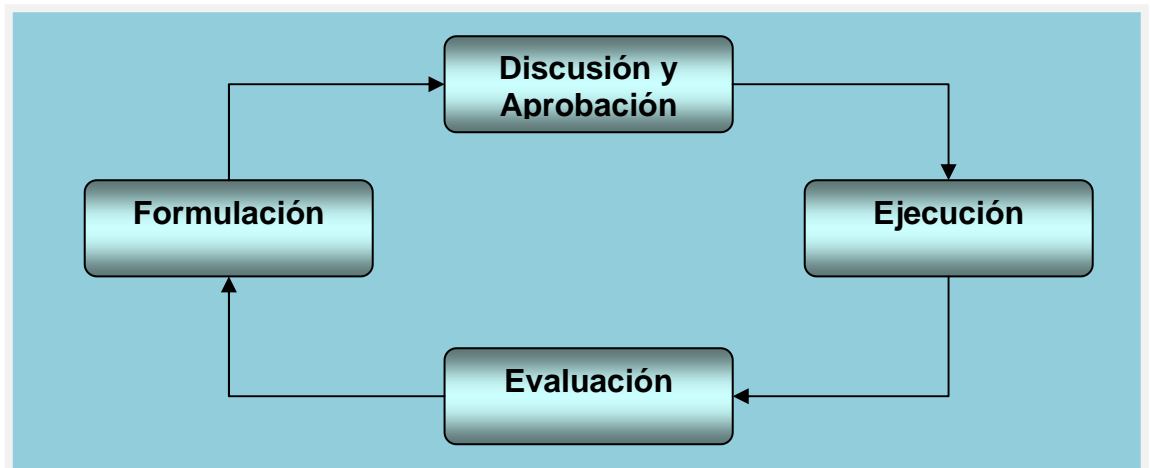 Discusión y
Aprobación
Formulación
Ejecución
Evaluación